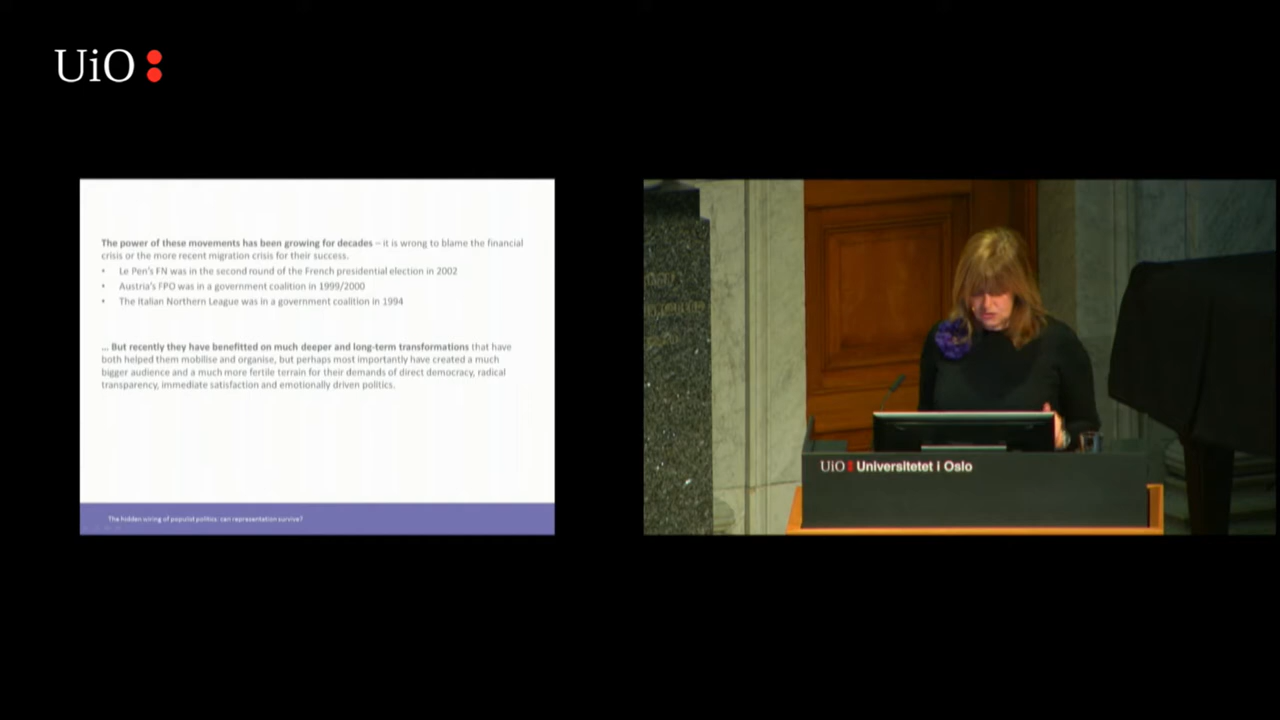 UiO
The power of these movements has been growing for decades – it is wrong to blame the financial
crisis or the more recent migration crisis for their success.
• Le Pen's FN was in the second round of the French presidential election in 2002
• Austria's FPO was in a government coalition in 1999/2000
• The Italian Northern League was in a government coalition in 1994
... But recently they have benefitted on much deeper and long-term transformations that have
both helped them mobilise and organise, but perhaps most importantly have created a much
bigger audience and a much more fertile terrain for their demands of direct democracy, radical
transparency, immediate satisfaction and emotionally driven politics.
The hidden wiring of populist politics: can representation survive?
UiO Universitetet i Oslo